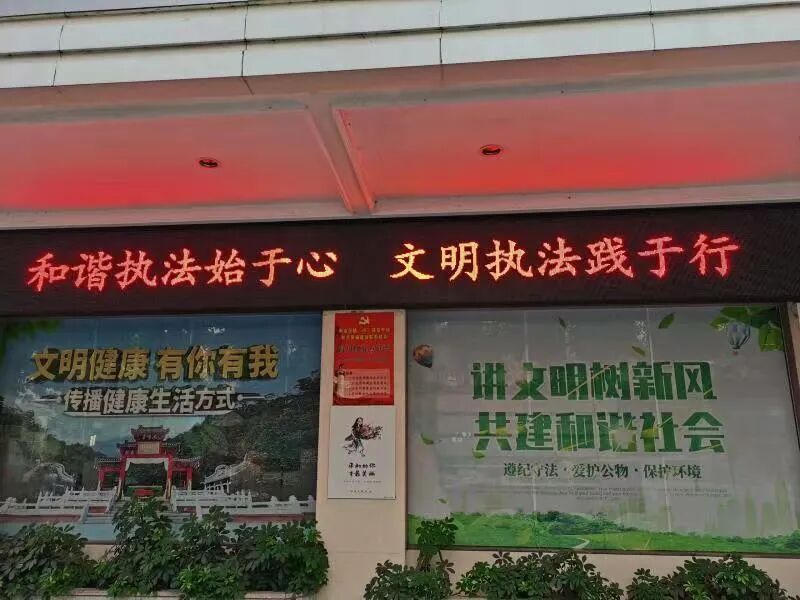 和谐执法始于心 文明执法践于行
文明健康 有你有我
传播健康生活方式
讲文明树新风
共建和谐社会
遵纪守法·爱护公物·保护环境